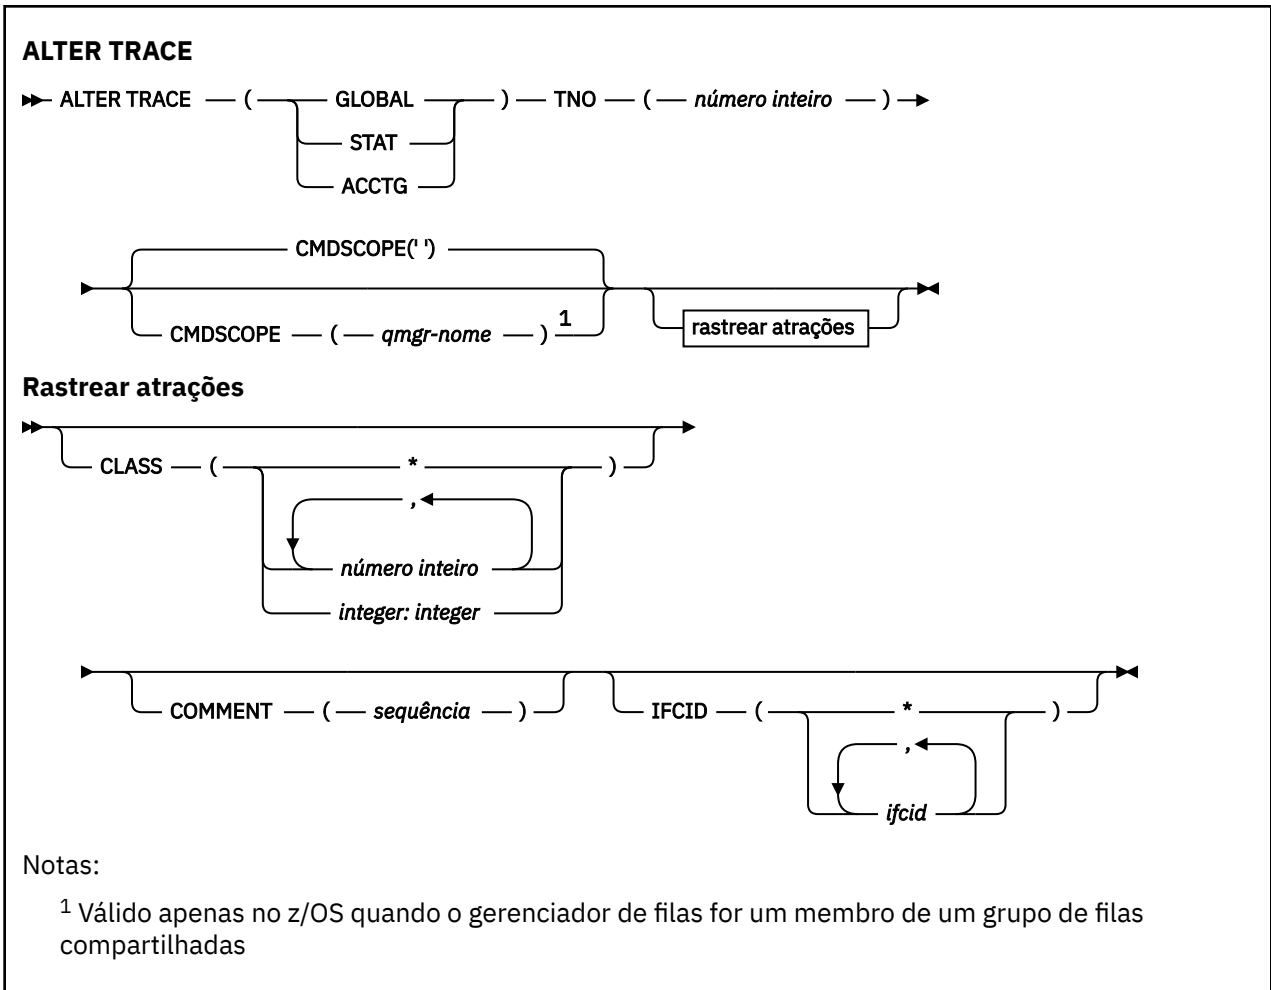 ALTER TRACE
ALTER TRACE ( GLOBAL ) TNO ( número inteiro )
STAT
ACCTG
CMDSCOPE(' ')
CMDSCOPE ( qmgr-nome ) 1
rastrear atrações
Rastrear atrações
CLASS ( * )
,
número inteiro
integer: integer
COMMENT ( sequência ) IFCID ( * )
,
ifcid
Notas:
1 Válido apenas no z/OS quando o gerenciador de filas for um membro de um grupo de filas
compartilhadas